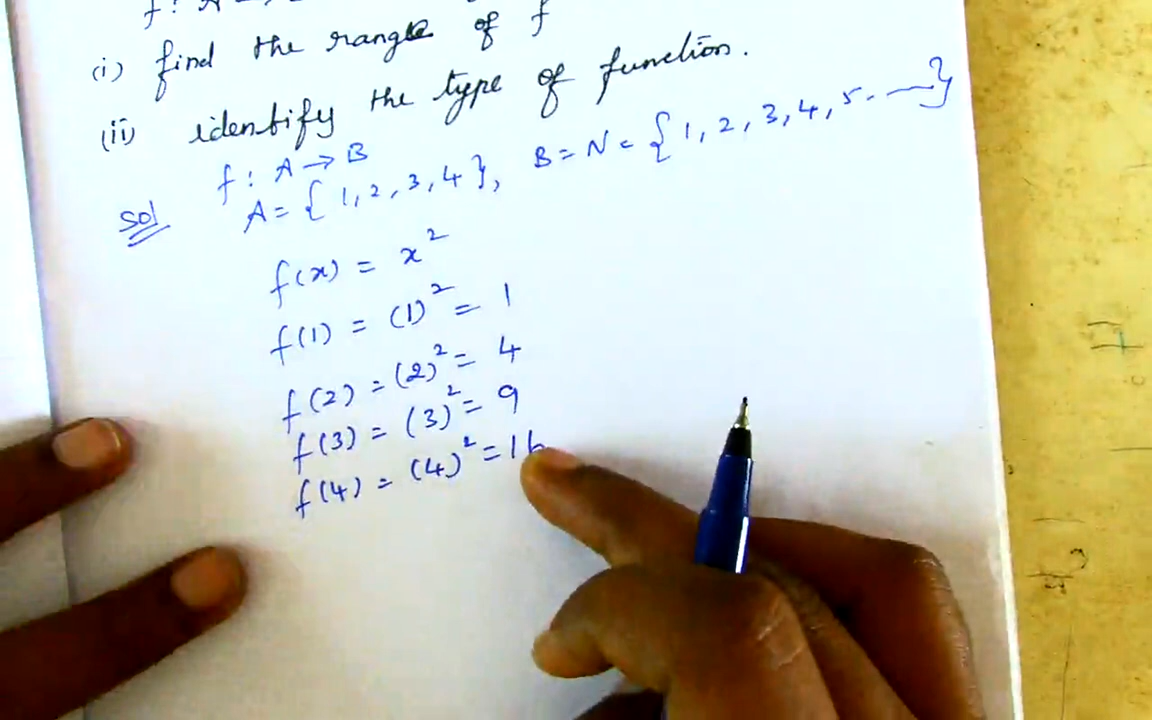 f : A →
(i) find the range of f
(ii) identify the type of function.
f : A → B
Sol A = { 1, 2, 3, 4 }, B = N = { 1, 2, 3, 4, 5. — }
f(x) = x²
f(1) = (1)² = 1
f(2) = (2)² = 4
f(3) = (3)² = 9
f(4) = (4)² = 16